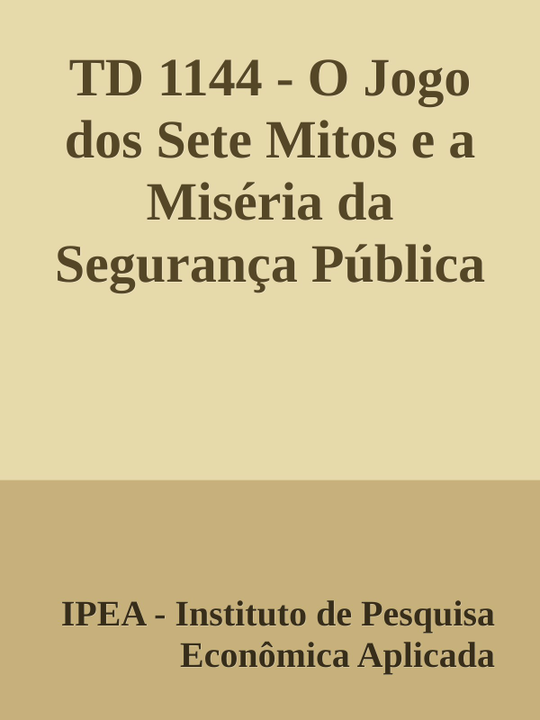 TD 1144 - O Jogo
dos Sete Mitos e a
Miséria da
Segurança Pública
IPEA - Instituto de Pesquisa
Econômica Aplicada